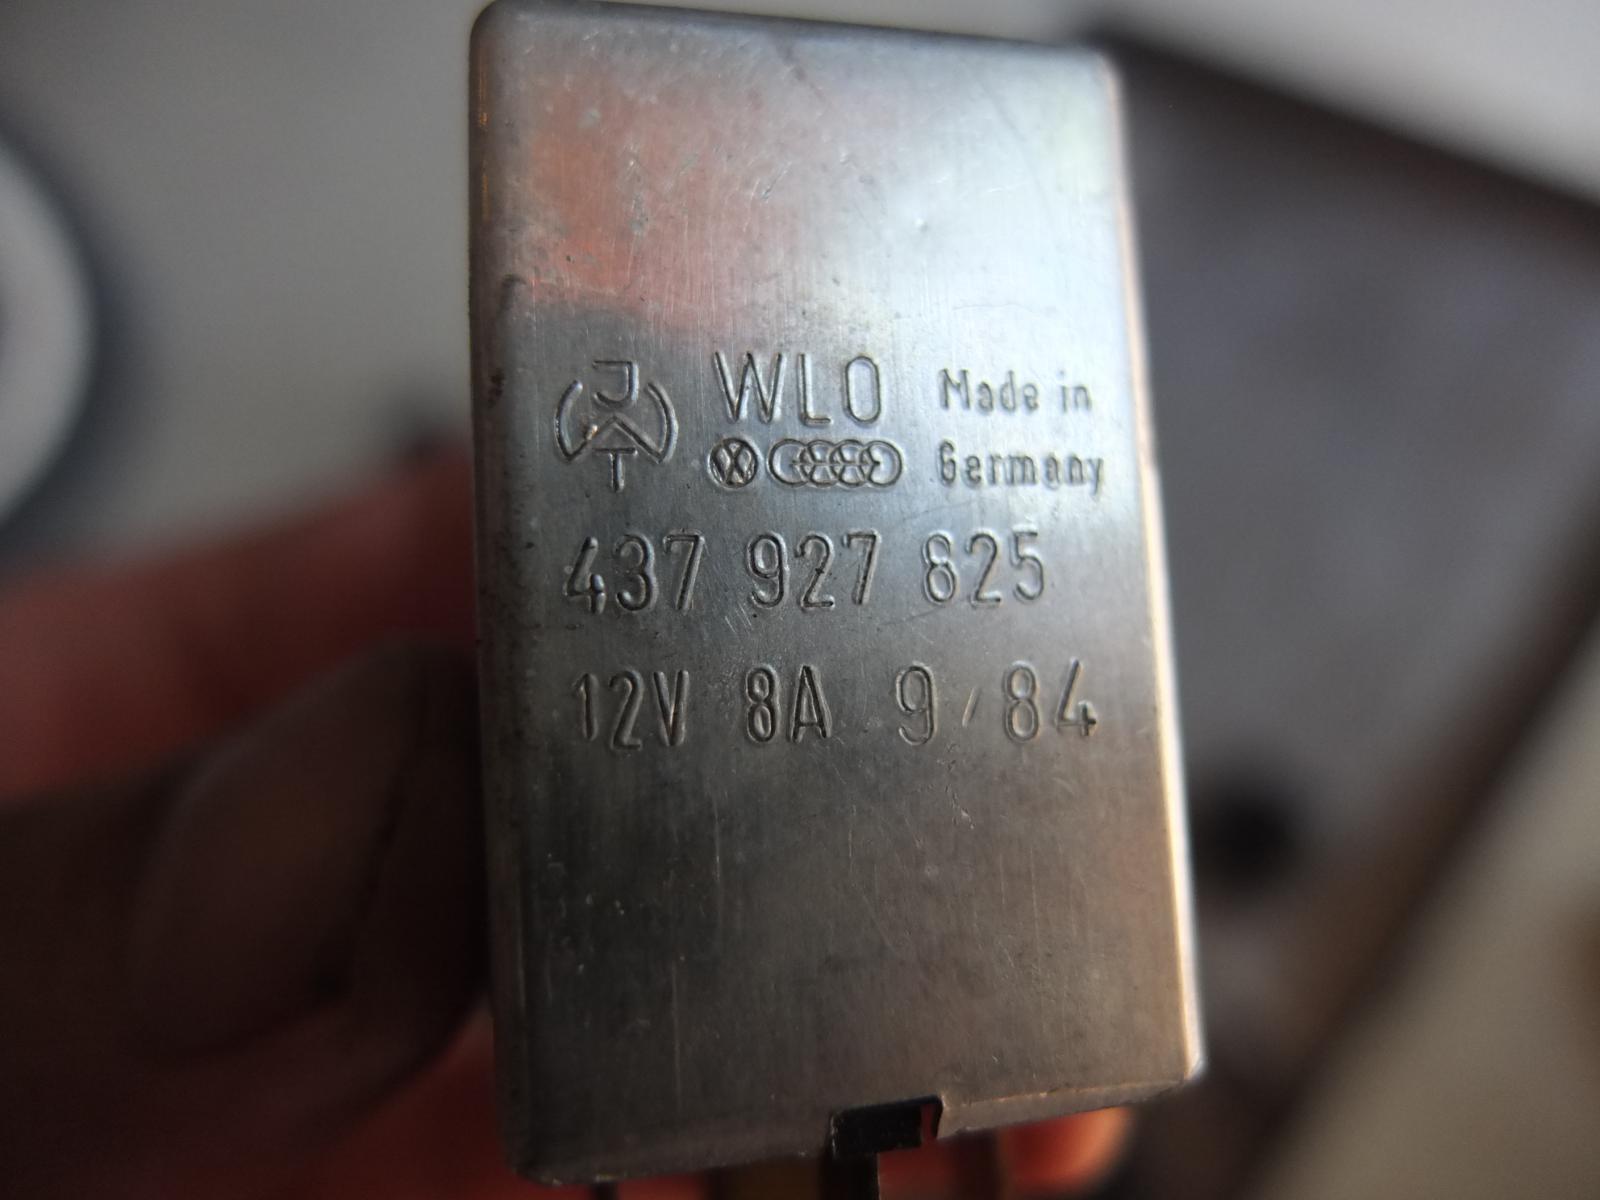 J T WLO Made in
Germany
437 927 825
12V 8A 9/84